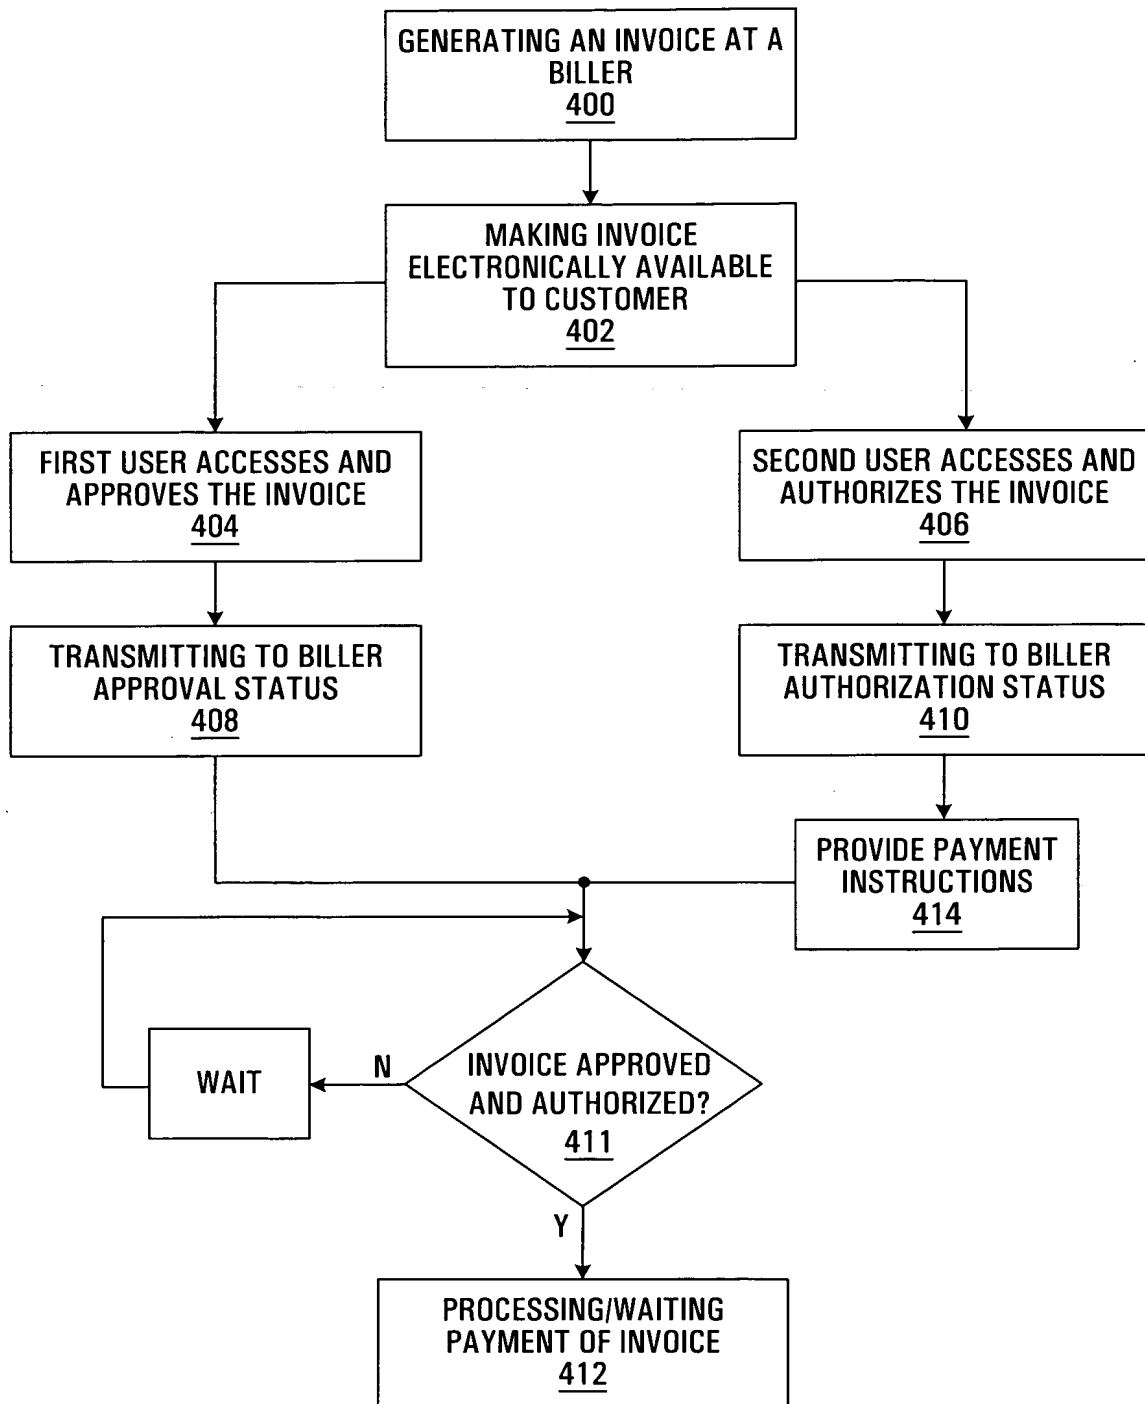 GENERATING AN INVOICE AT A
BILLER
400
MAKING INVOICE
ELECTRONICALLY AVAILABLE
TO CUSTOMER
402
FIRST USER ACCESSES AND
APPROVES THE INVOICE
404
SECOND USER ACCESSES AND
AUTHORIZES THE INVOICE
406
TRANSMITTING TO BILLER
APPROVAL STATUS
408
TRANSMITTING TO BILLER
AUTHORIZATION STATUS
410
PROVIDE PAYMENT
INSTRUCTIONS
414
WAIT
N
INVOICE APPROVED
AND AUTHORIZED?
411
Y
PROCESSING/WAITING
PAYMENT OF INVOICE
412